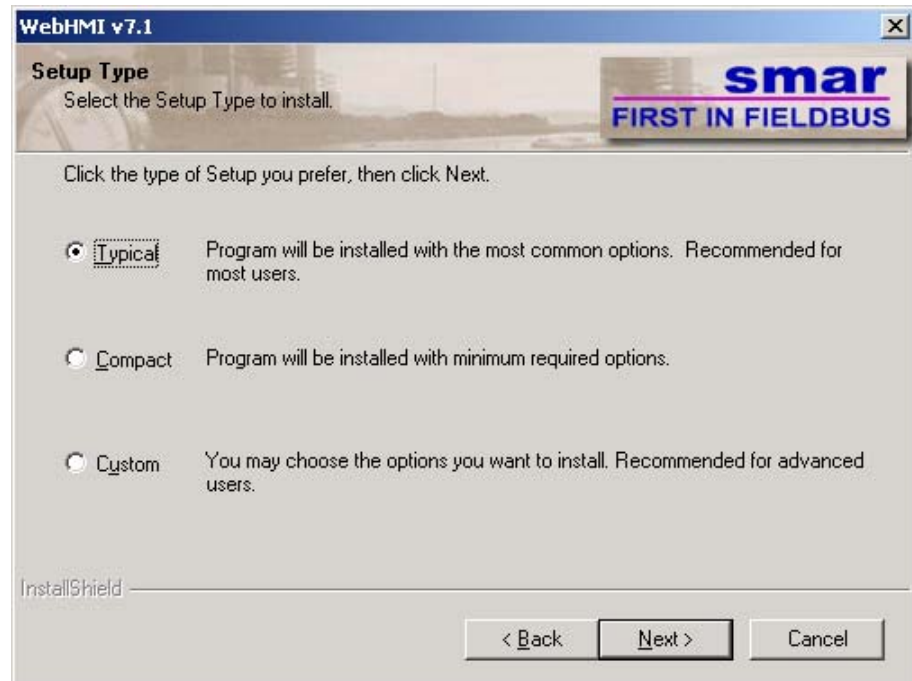 WebHMI v7.1
Setup Type
Select the Setup Type to install.
smar
FIRST IN FIELDBUS
Click the type of Setup you prefer, then click Next.
Typical
Program will be installed with the most common options. Recommended for
most users.
Compact
Program will be installed with minimum required options.
Custom
You may choose the options you want to install. Recommended for advanced
users.
InstallShield
< Back
Next >
Cancel